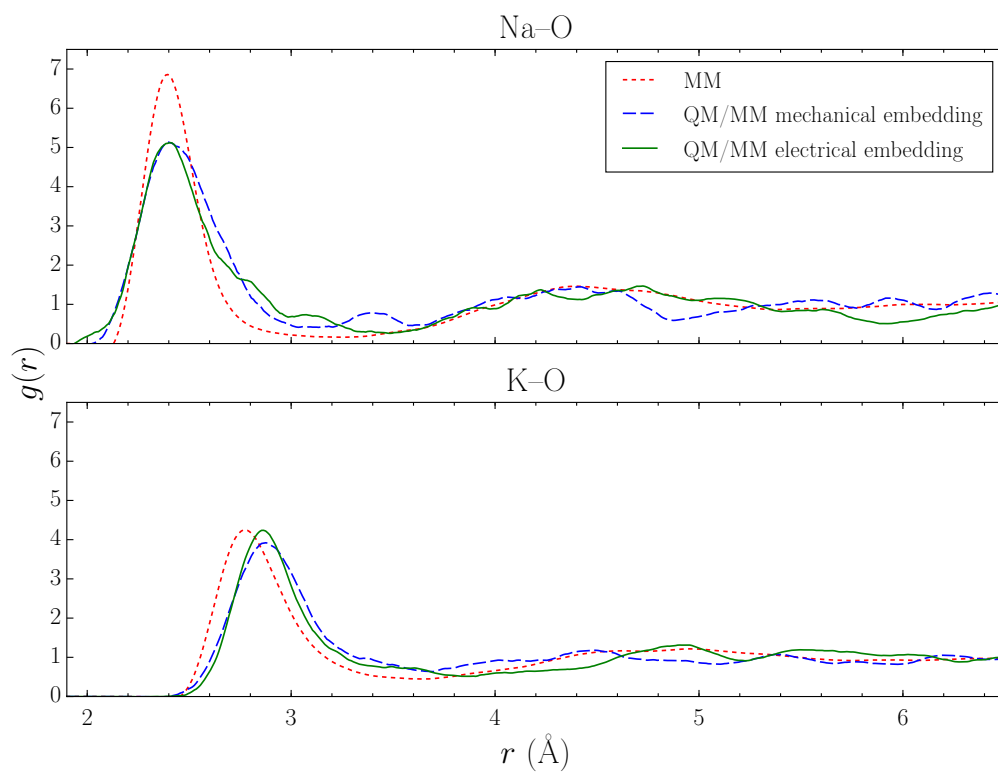 Na–O
7
6
5
4
3
2
1
0
MM
QM/MM mechanical embedding
QM/MM electrical embedding
g(r)
K–O
7
6
5
4
3
2
1
0
2 3 4 5 6
r (Å)